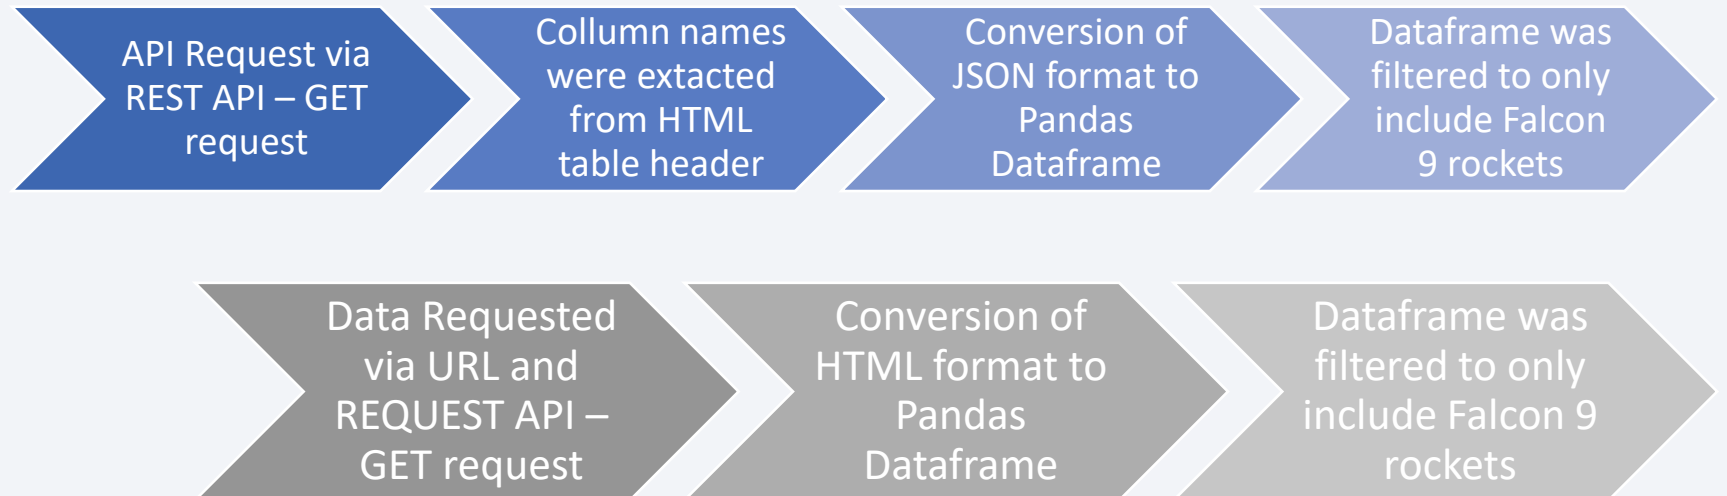 API Request via
REST API – GET
request
Collumn names
were extacted
from HTML
table header
Conversion of
JSON format to
Pandas
Dataframe
Dataframe was
filtered to only
include Falcon
9 rockets
Data Requested
via URL and
REQUEST API –
GET request
Conversion of
HTML format to
Pandas
Dataframe
Dataframe was
filtered to only
include Falcon 9
rockets